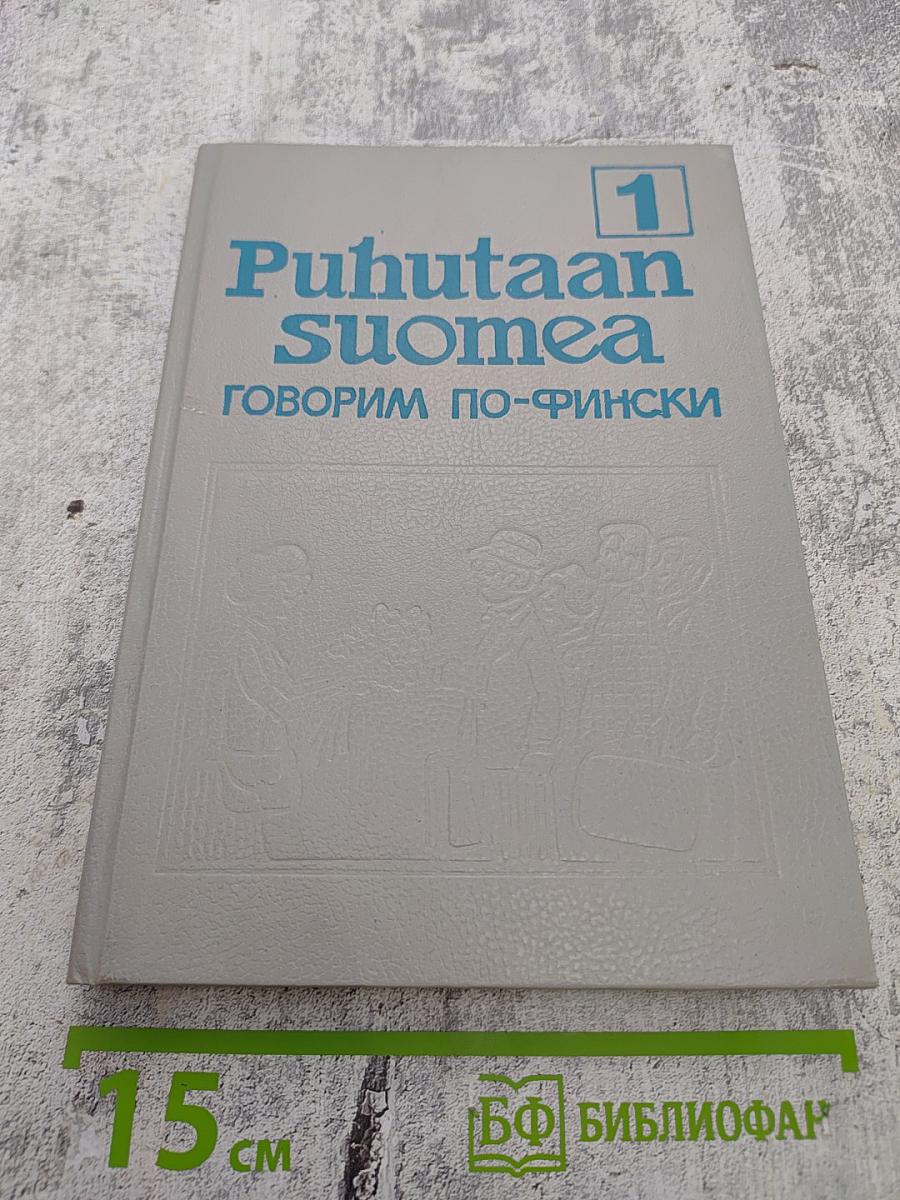 1
Puhutaan
suomea
ГОВОРИМ ПО-ФИНСКИ
15 см
БФ БИБЛИОФАН